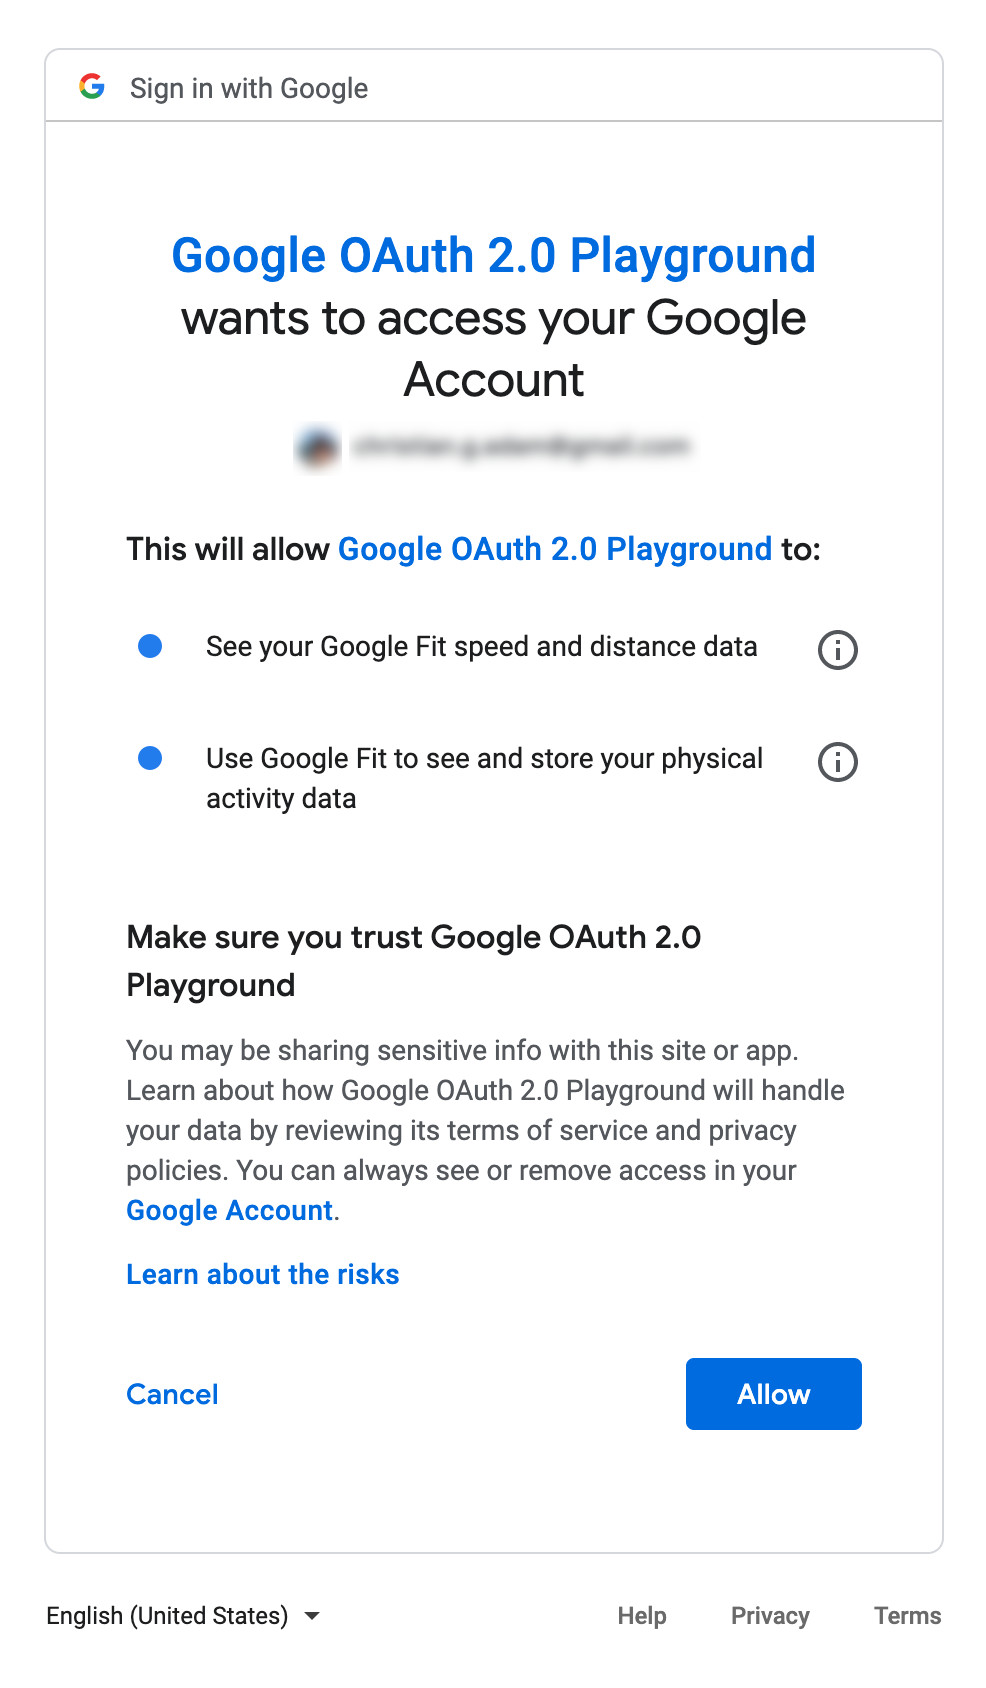 Sign in with Google
Google OAuth 2.0 Playground
wants to access your Google
Account
This will allow Google OAuth 2.0 Playground to:
See your Google Fit speed and distance data
Use Google Fit to see and store your physical
activity data
Make sure you trust Google OAuth 2.0
Playground
You may be sharing sensitive info with this site or app.
Learn about how Google OAuth 2.0 Playground will handle
your data by reviewing its terms of service and privacy
policies. You can always see or remove access in your
Google Account.
Learn about the risks
Cancel Allow
English (United States) Help Privacy Terms